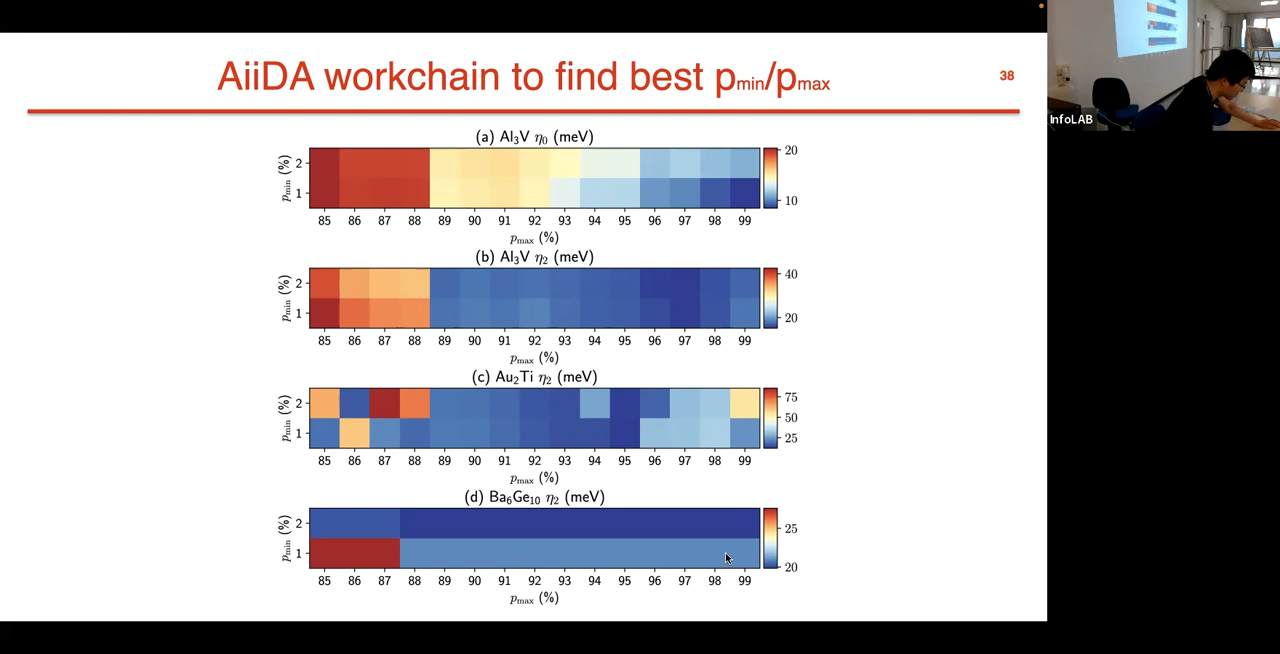 AiiDA workchain to find best pmin/pmax
38
InfoLAB
(a) Al₃V η₀ (meV)
pmin (%)
2
1
85 86 87 88 89 90 91 92 93 94 95 96 97 98 99
pmax (%)
20
10
(b) Al₃V η₂ (meV)
pmin (%)
2
1
85 86 87 88 89 90 91 92 93 94 95 96 97 98 99
pmax (%)
40
20
(c) Au₂Ti η₂ (meV)
pmin (%)
2
1
85 86 87 88 89 90 91 92 93 94 95 96 97 98 99
pmax (%)
75
50
25
(d) Ba₆Ge₁₀ η₂ (meV)
pmin (%)
2
1
85 86 87 88 89 90 91 92 93 94 95 96 97 98 99
pmax (%)
25
20